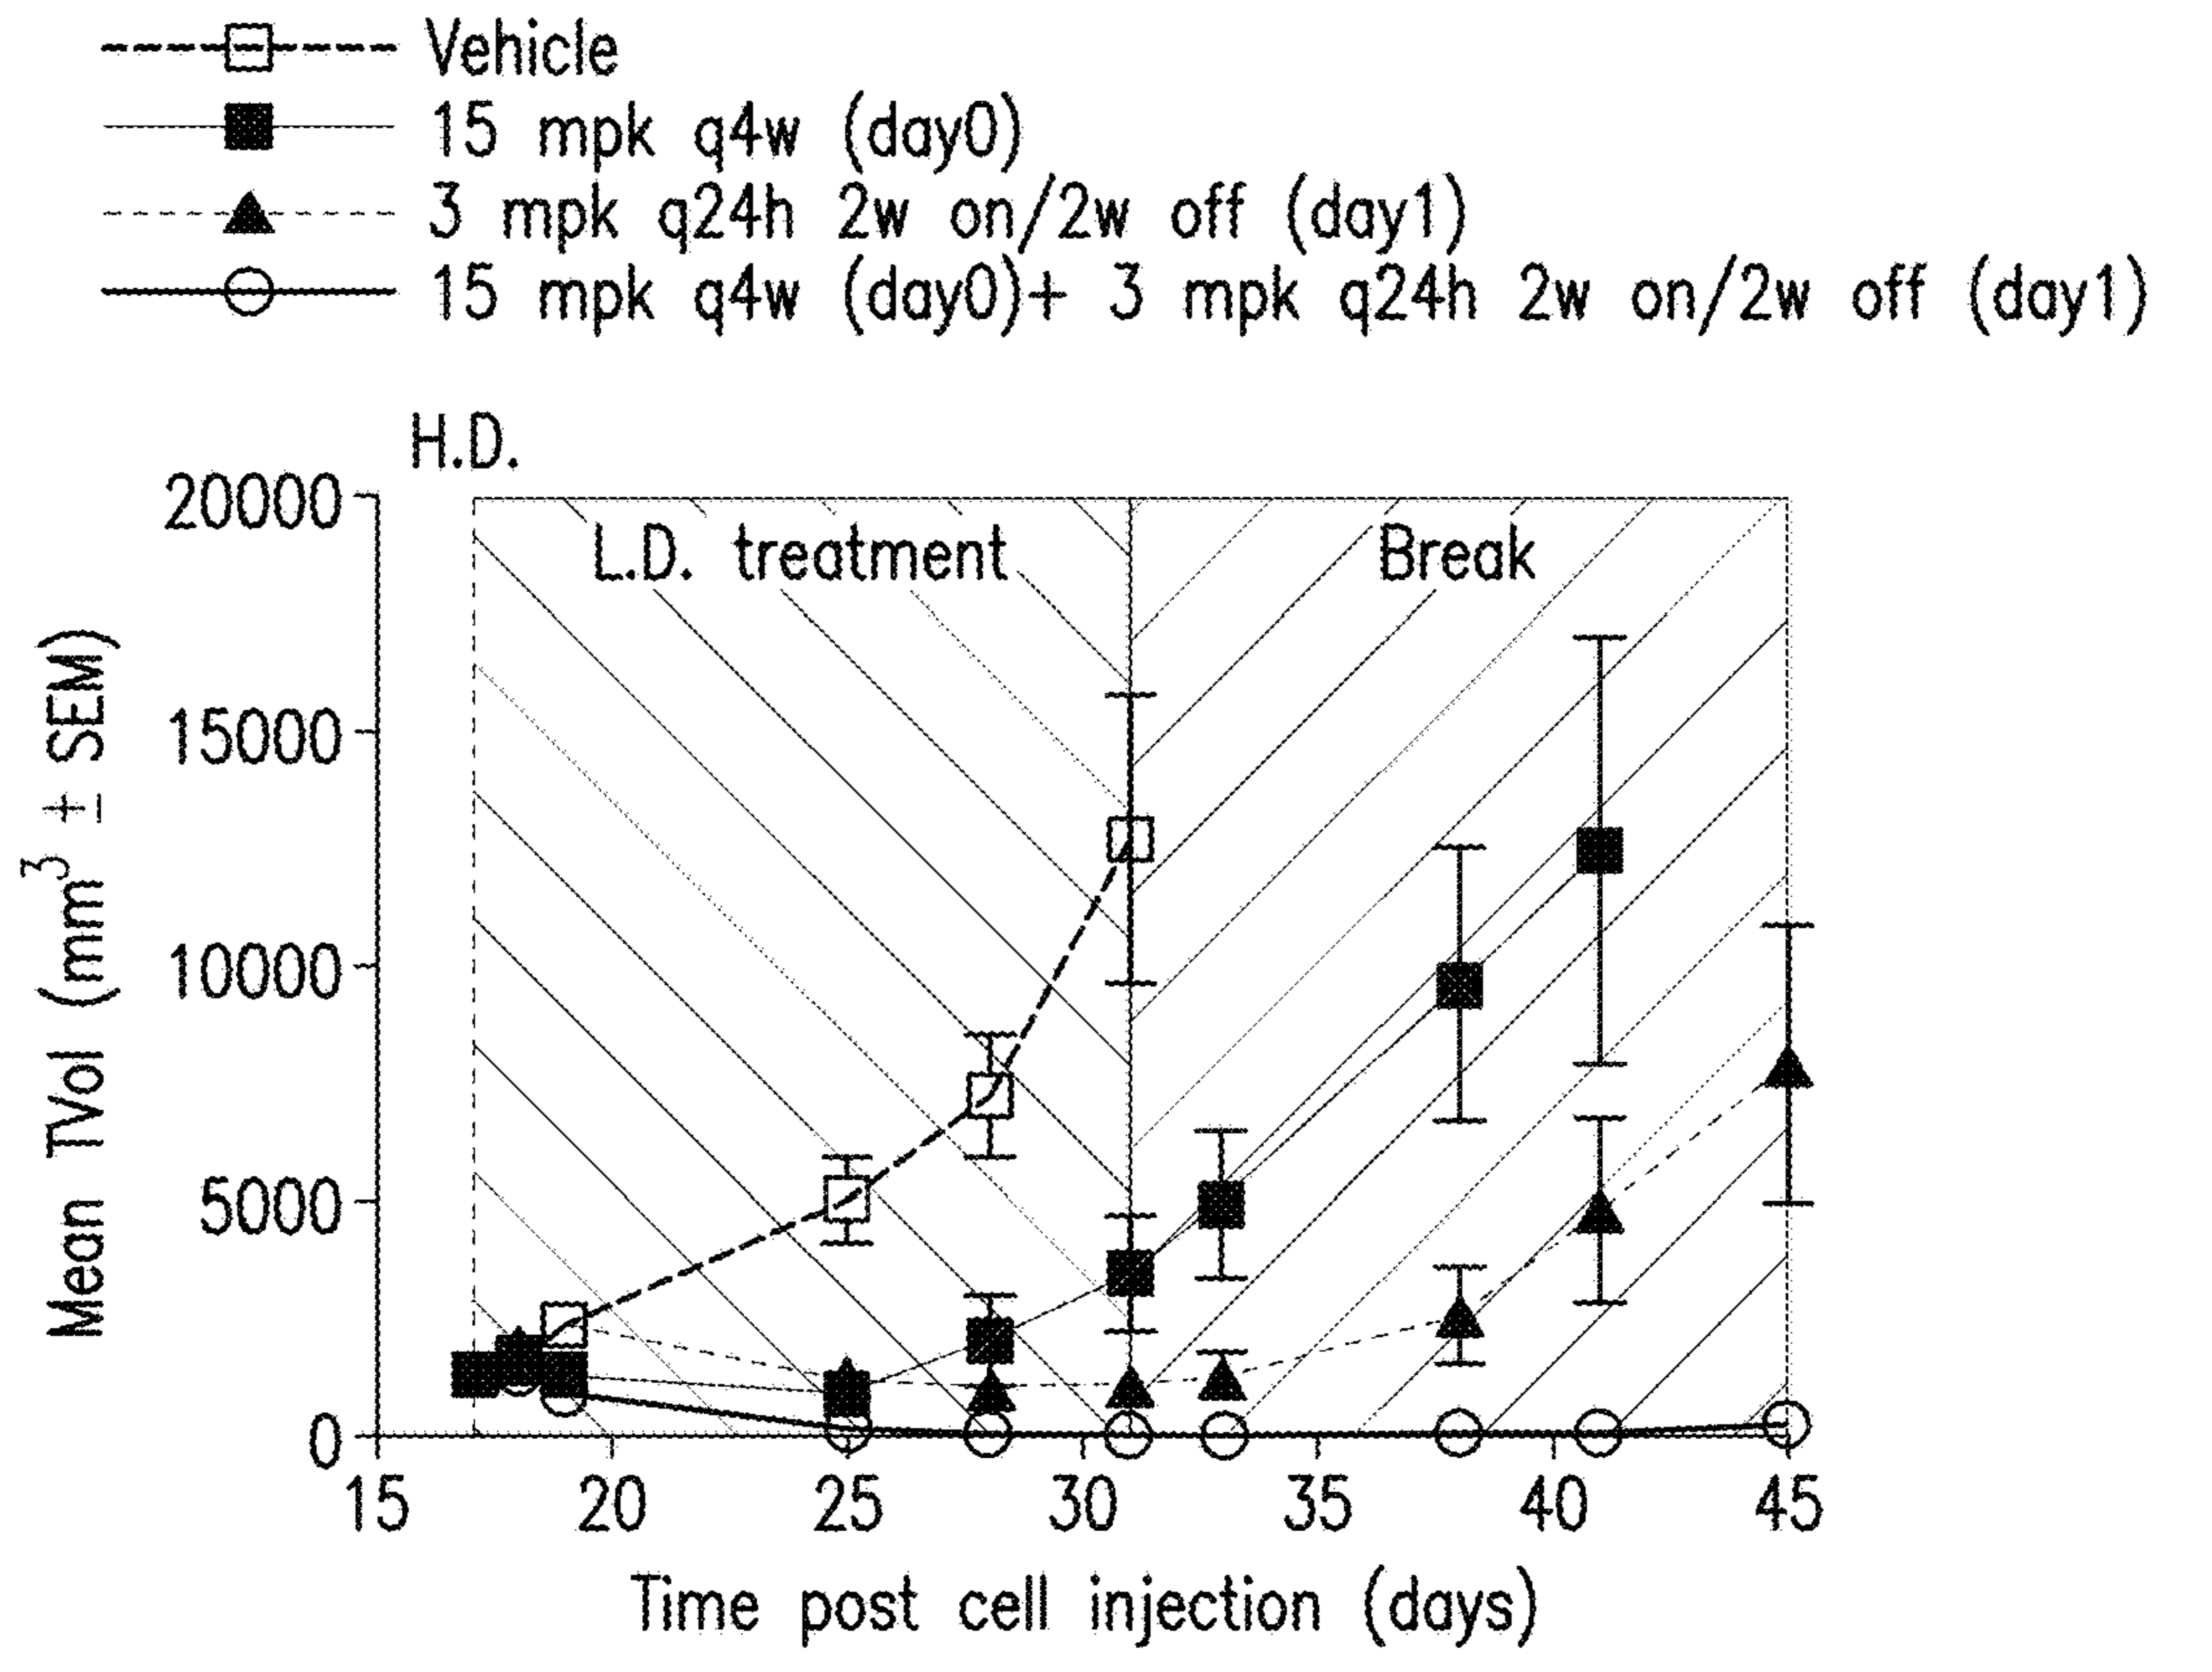 Vehicle
15 mpk q4w (day0)
3 mpk q24h 2w on/2w off (day1)
15 mpk q4w (day0)+ 3 mpk q24h 2w on/2w off (day1)
H.D.
L.D. treatment
Break
20000
15000
10000
5000
0
Mean TVol (mm³ ± SEM)
15 20 25 30 35 40 45
Time post cell injection (days)